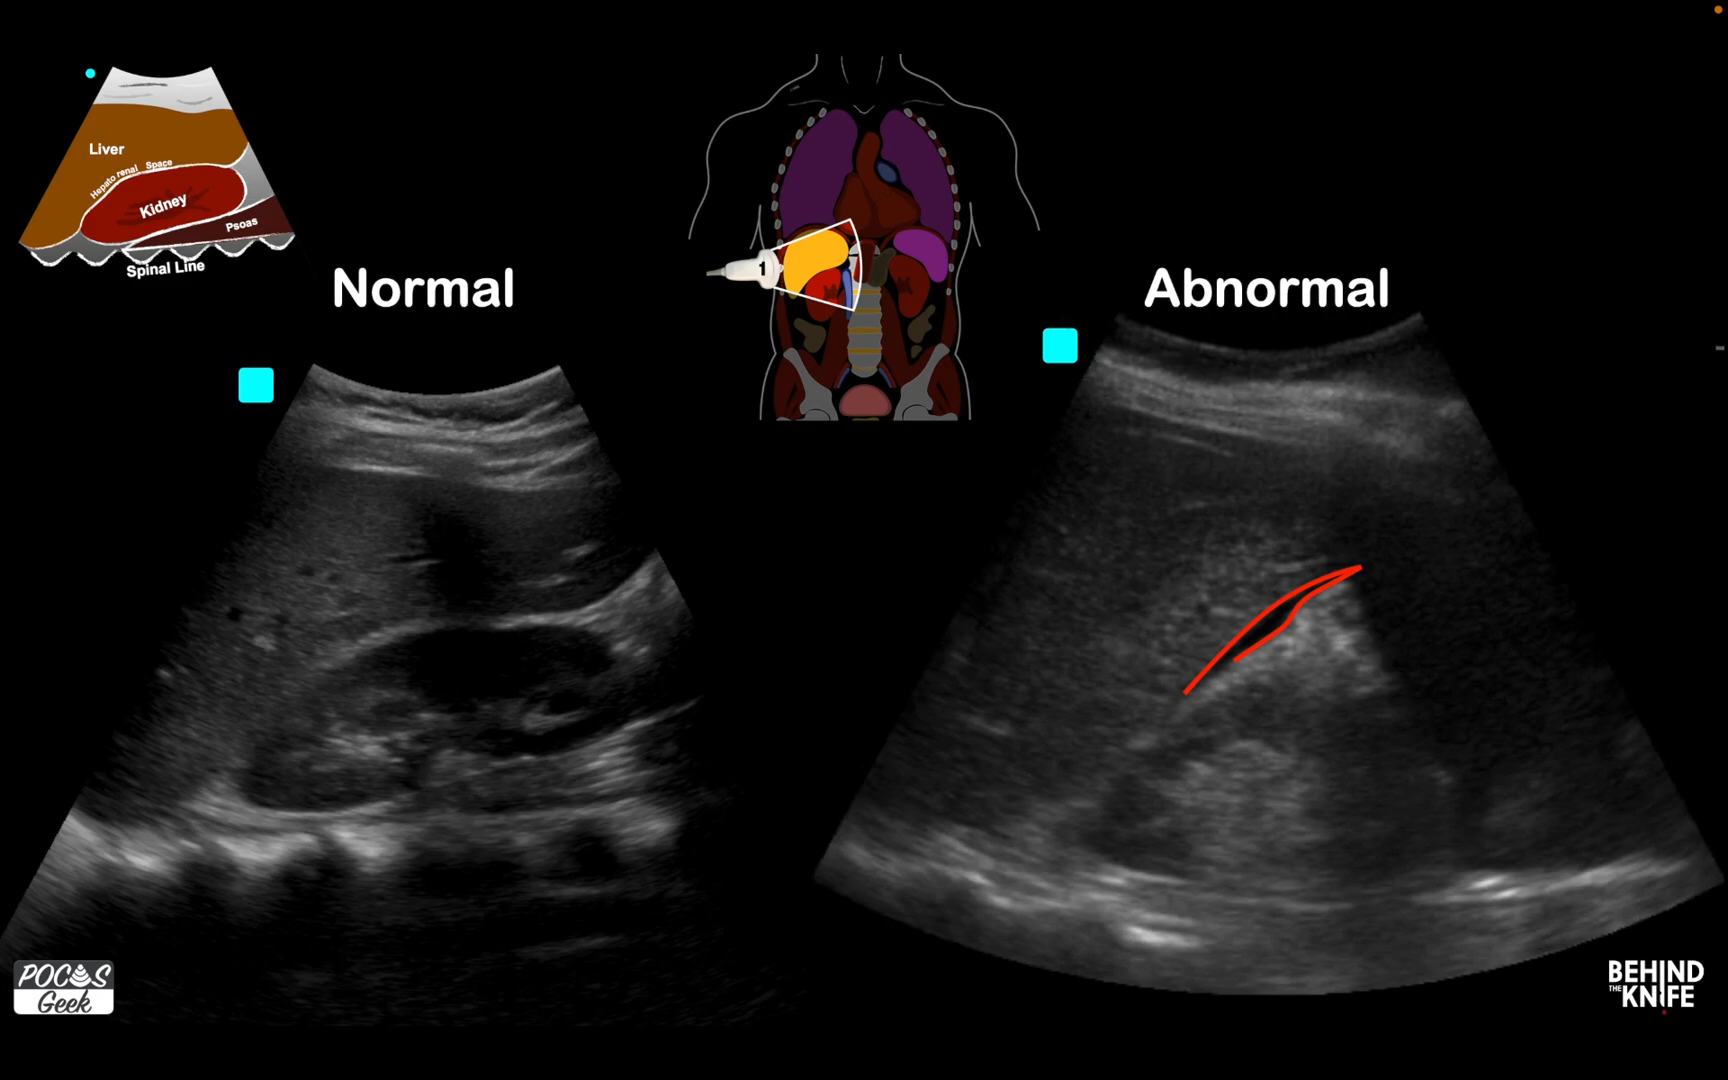 Liver
Hepato renal Space
Kidney
Psoas
Spinal Line
Normal
1
Abnormal
POCUS
Geek
BEHIND
THE
KNIFE